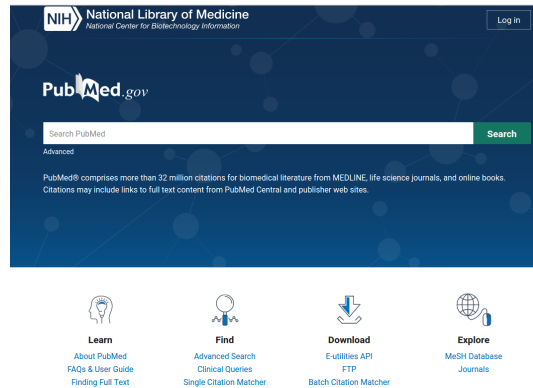 NIH National Library of Medicine
National Center for Biotechnology Information
Log in
PubMed.gov
Search PubMed
Search
Advanced
PubMed® comprises more than 32 million citations for biomedical literature from MEDLINE, life science journals, and online books.
Citations may include links to full text content from PubMed Central and publisher web sites.
Learn
About PubMed
FAQs & User Guide
Finding Full Text
Find
Advanced Search
Clinical Queries
Single Citation Matcher
Download
E-utilities API
FTP
Batch Citation Matcher
Explore
MeSH Database
Journals